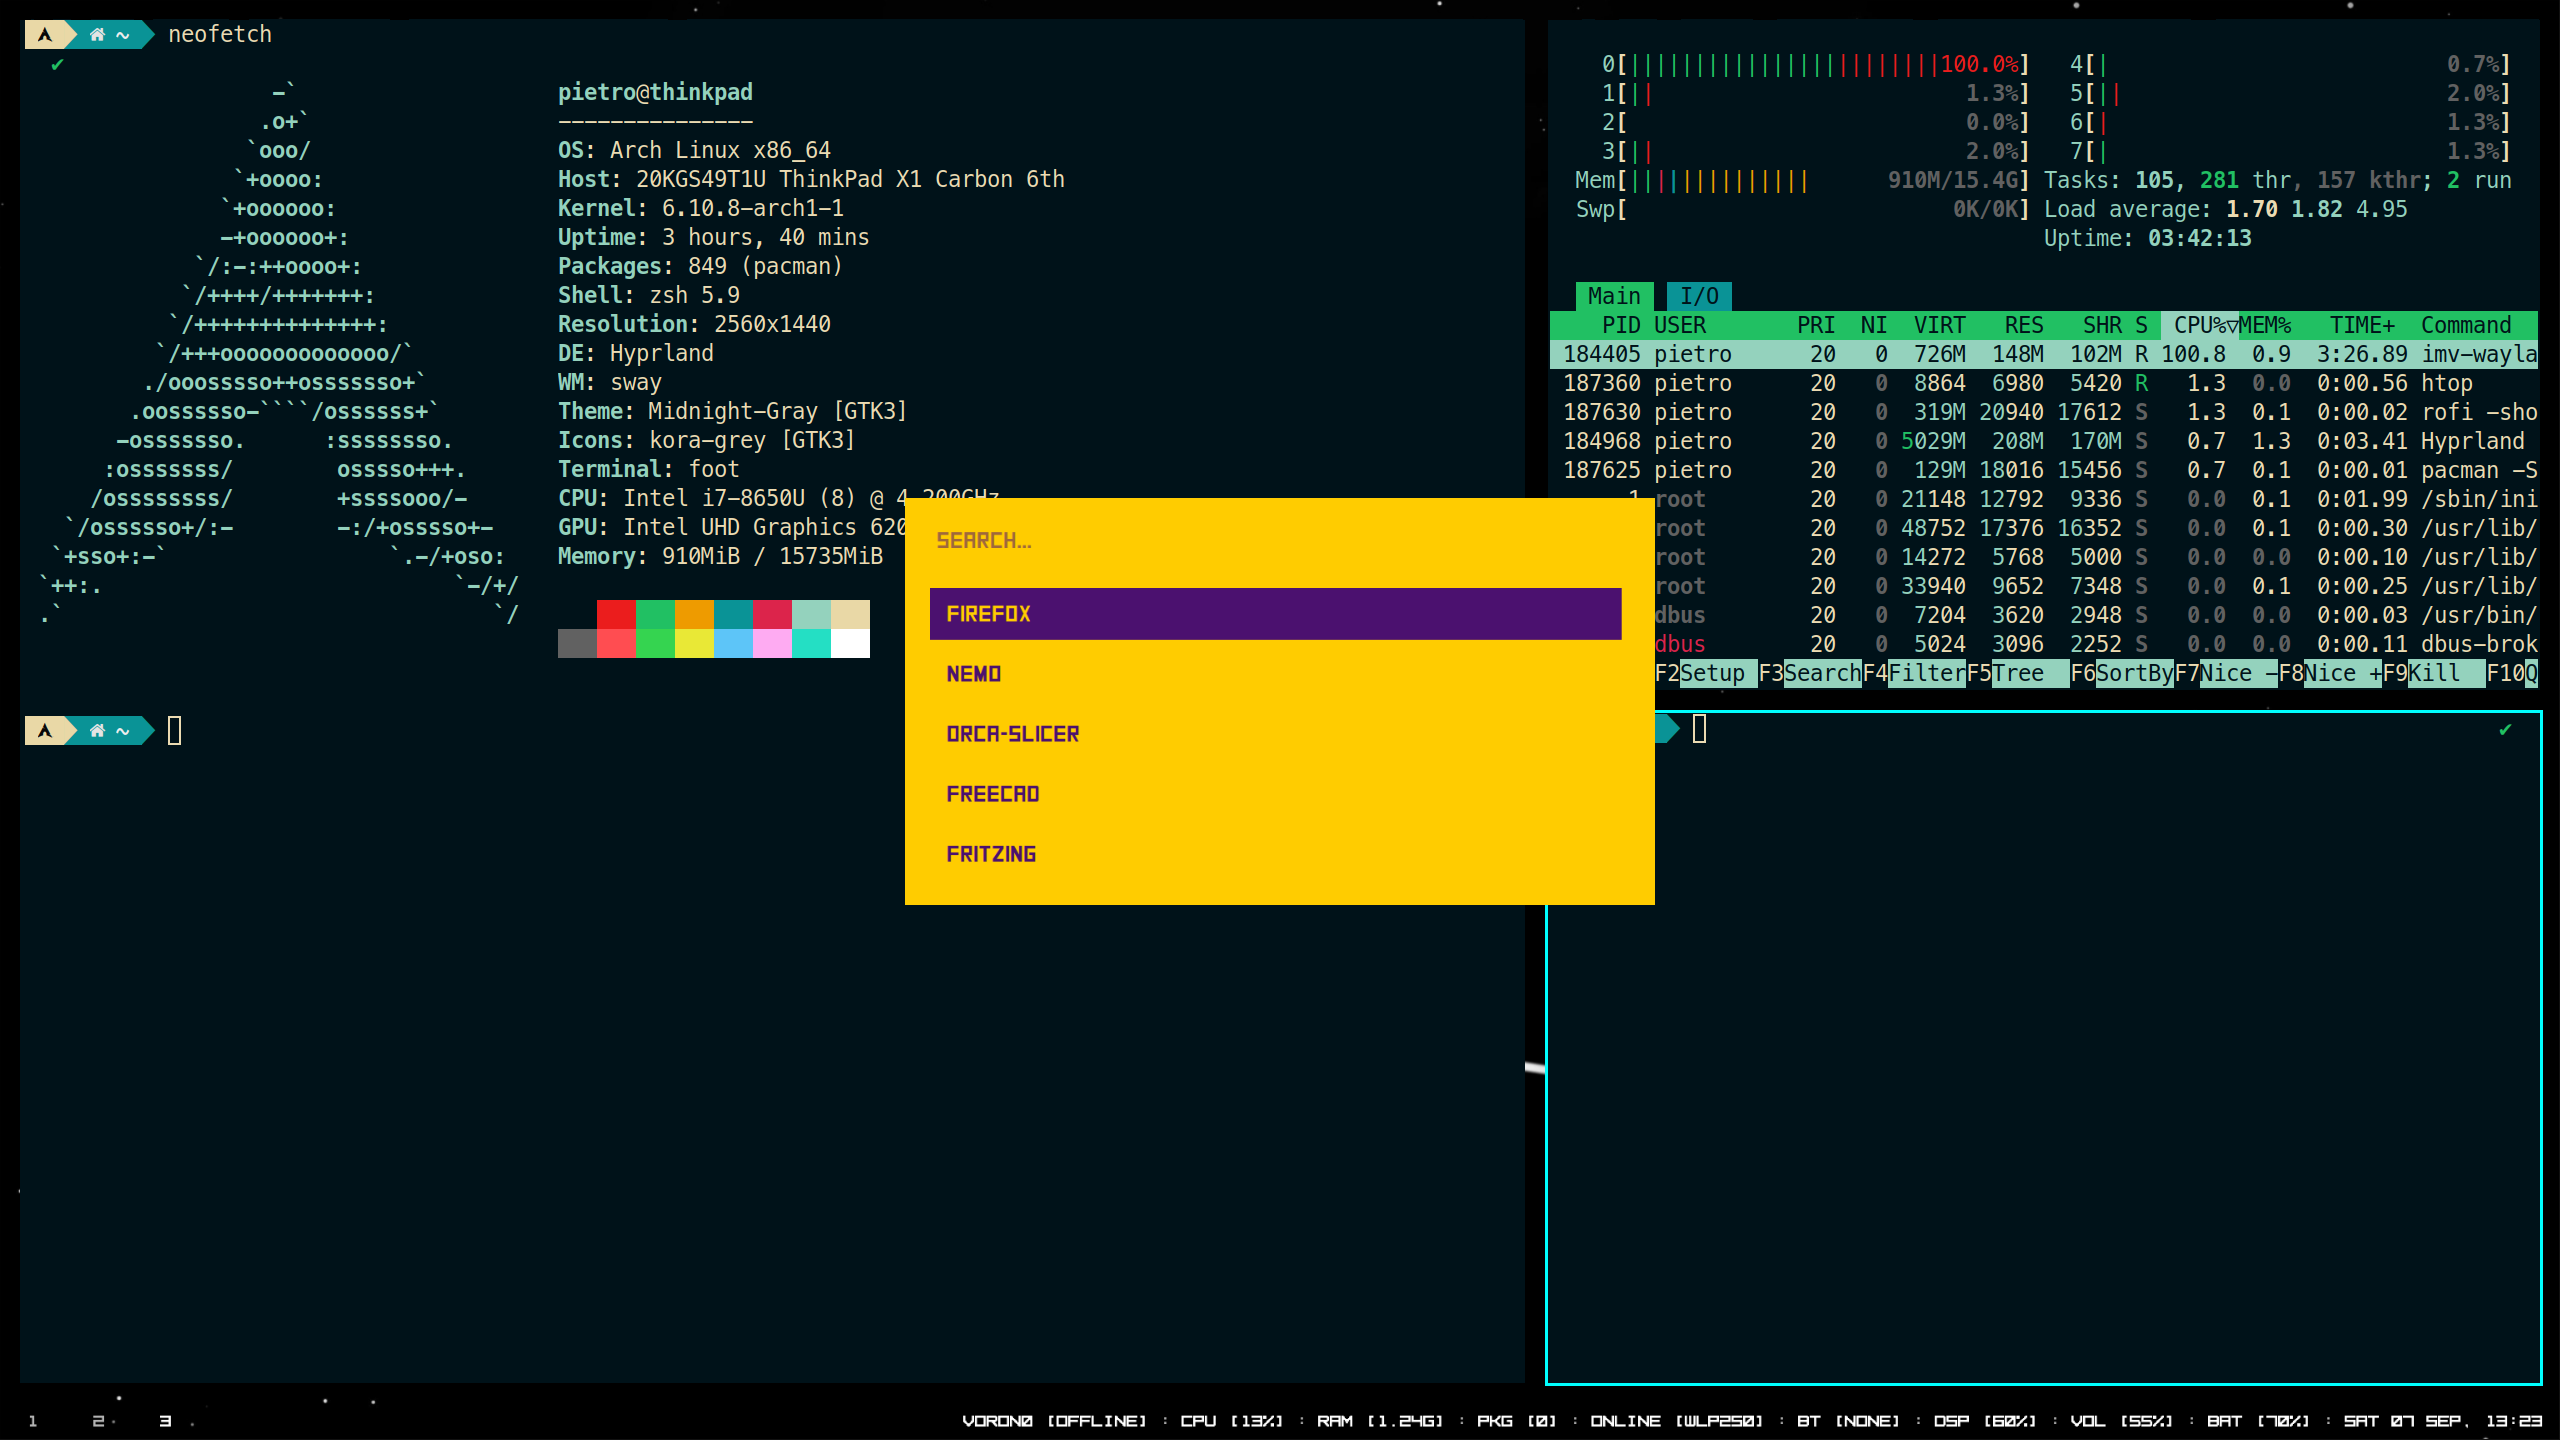 ~ neofetch
✔
-`
.o+`
`ooo/
`+oooo:
`+oooooo:
-+oooooo+:
`/:-:++oooo+:
`/++++/+++++++:
`/++++++++++++++:
`/+++ooooooooooooo/`
./ooosssso++osssssso+`
.oossssso-````/ossssss+`
-osssssso.      :ssssssso.
:osssssss/        osssso+++.
/ossssssss/        +ssssooo/-
`/ossssso+/:-        -:/+osssso+-
`+sso+:-`                 `.-/+oso:
`++:.                           `-/+/
.`                                 `/
pietro@thinkpad
---------------
OS: Arch Linux x86_64
Host: 20KGS49T1U ThinkPad X1 Carbon 6th
Kernel: 6.10.8-arch1-1
Uptime: 3 hours, 40 mins
Packages: 849 (pacman)
Shell: zsh 5.9
Resolution: 2560x1440
DE: Hyprland
WM: sway
Theme: Midnight-Gray [GTK3]
Icons: kora-grey [GTK3]
Terminal: foot
CPU: Intel i7-8650U (8) @ 4.200GHz
GPU: Intel UHD Graphics 620
Memory: 910MiB / 15735MiB
~
0[||||||||||||||||||||||||100.0%] 4[| 0.7%]
1[|| 1.3%] 5[|| 2.0%]
2[ 0.0%] 6[| 1.3%]
3[|| 2.0%] 7[| 1.3%]
Mem[|||||||||||||| 910M/15.4G] Tasks: 105, 281 thr, 157 kthr; 2 run
Swp[ 0K/0K] Load average: 1.70 1.82 4.95
Uptime: 03:42:13
Main I/O
PID USER PRI NI VIRT RES SHR S CPU%▽MEM% TIME+ Command
184405 pietro 20 0 726M 148M 102M R 100.8 0.9 3:26.89 imv-wayla
187360 pietro 20 0 8864 6980 5420 R 1.3 0.0 0:00.56 htop
187630 pietro 20 0 319M 20940 17612 S 1.3 0.1 0:00.02 rofi -sho
184968 pietro 20 0 5029M 208M 170M S 0.7 1.3 0:03.41 Hyprland
187625 pietro 20 0 129M 18016 15456 S 0.7 0.1 0:00.01 pacman -S
1 root 20 0 21148 12792 9336 S 0.0 0.1 0:01.99 /sbin/ini
root 20 0 48752 17376 16352 S 0.0 0.1 0:00.30 /usr/lib/
root 20 0 14272 5768 5000 S 0.0 0.0 0:00.10 /usr/lib/
root 20 0 33940 9652 7348 S 0.0 0.1 0:00.25 /usr/lib/
dbus 20 0 7204 3620 2948 S 0.0 0.0 0:00.03 /usr/bin/
dbus 20 0 5024 3096 2252 S 0.0 0.0 0:00.11 dbus-brok
F2Setup F3SearchF4FilterF5Tree F6SortByF7Nice -F8Nice +F9Kill F10Q
✔
SEARCH...
FIREFOX
NEMO
ORCA-SLICER
FREECAD
FRITZING
1 2 3
VORON0 [OFFLINE] : CPU [13%] : RAM [1.24G] : PKG [0] : ONLINE [WLP2S0] : BT [NONE] : DSP [60%] : VOL [55%] : BAT [70%] : SAT 07 SEP, 13:23